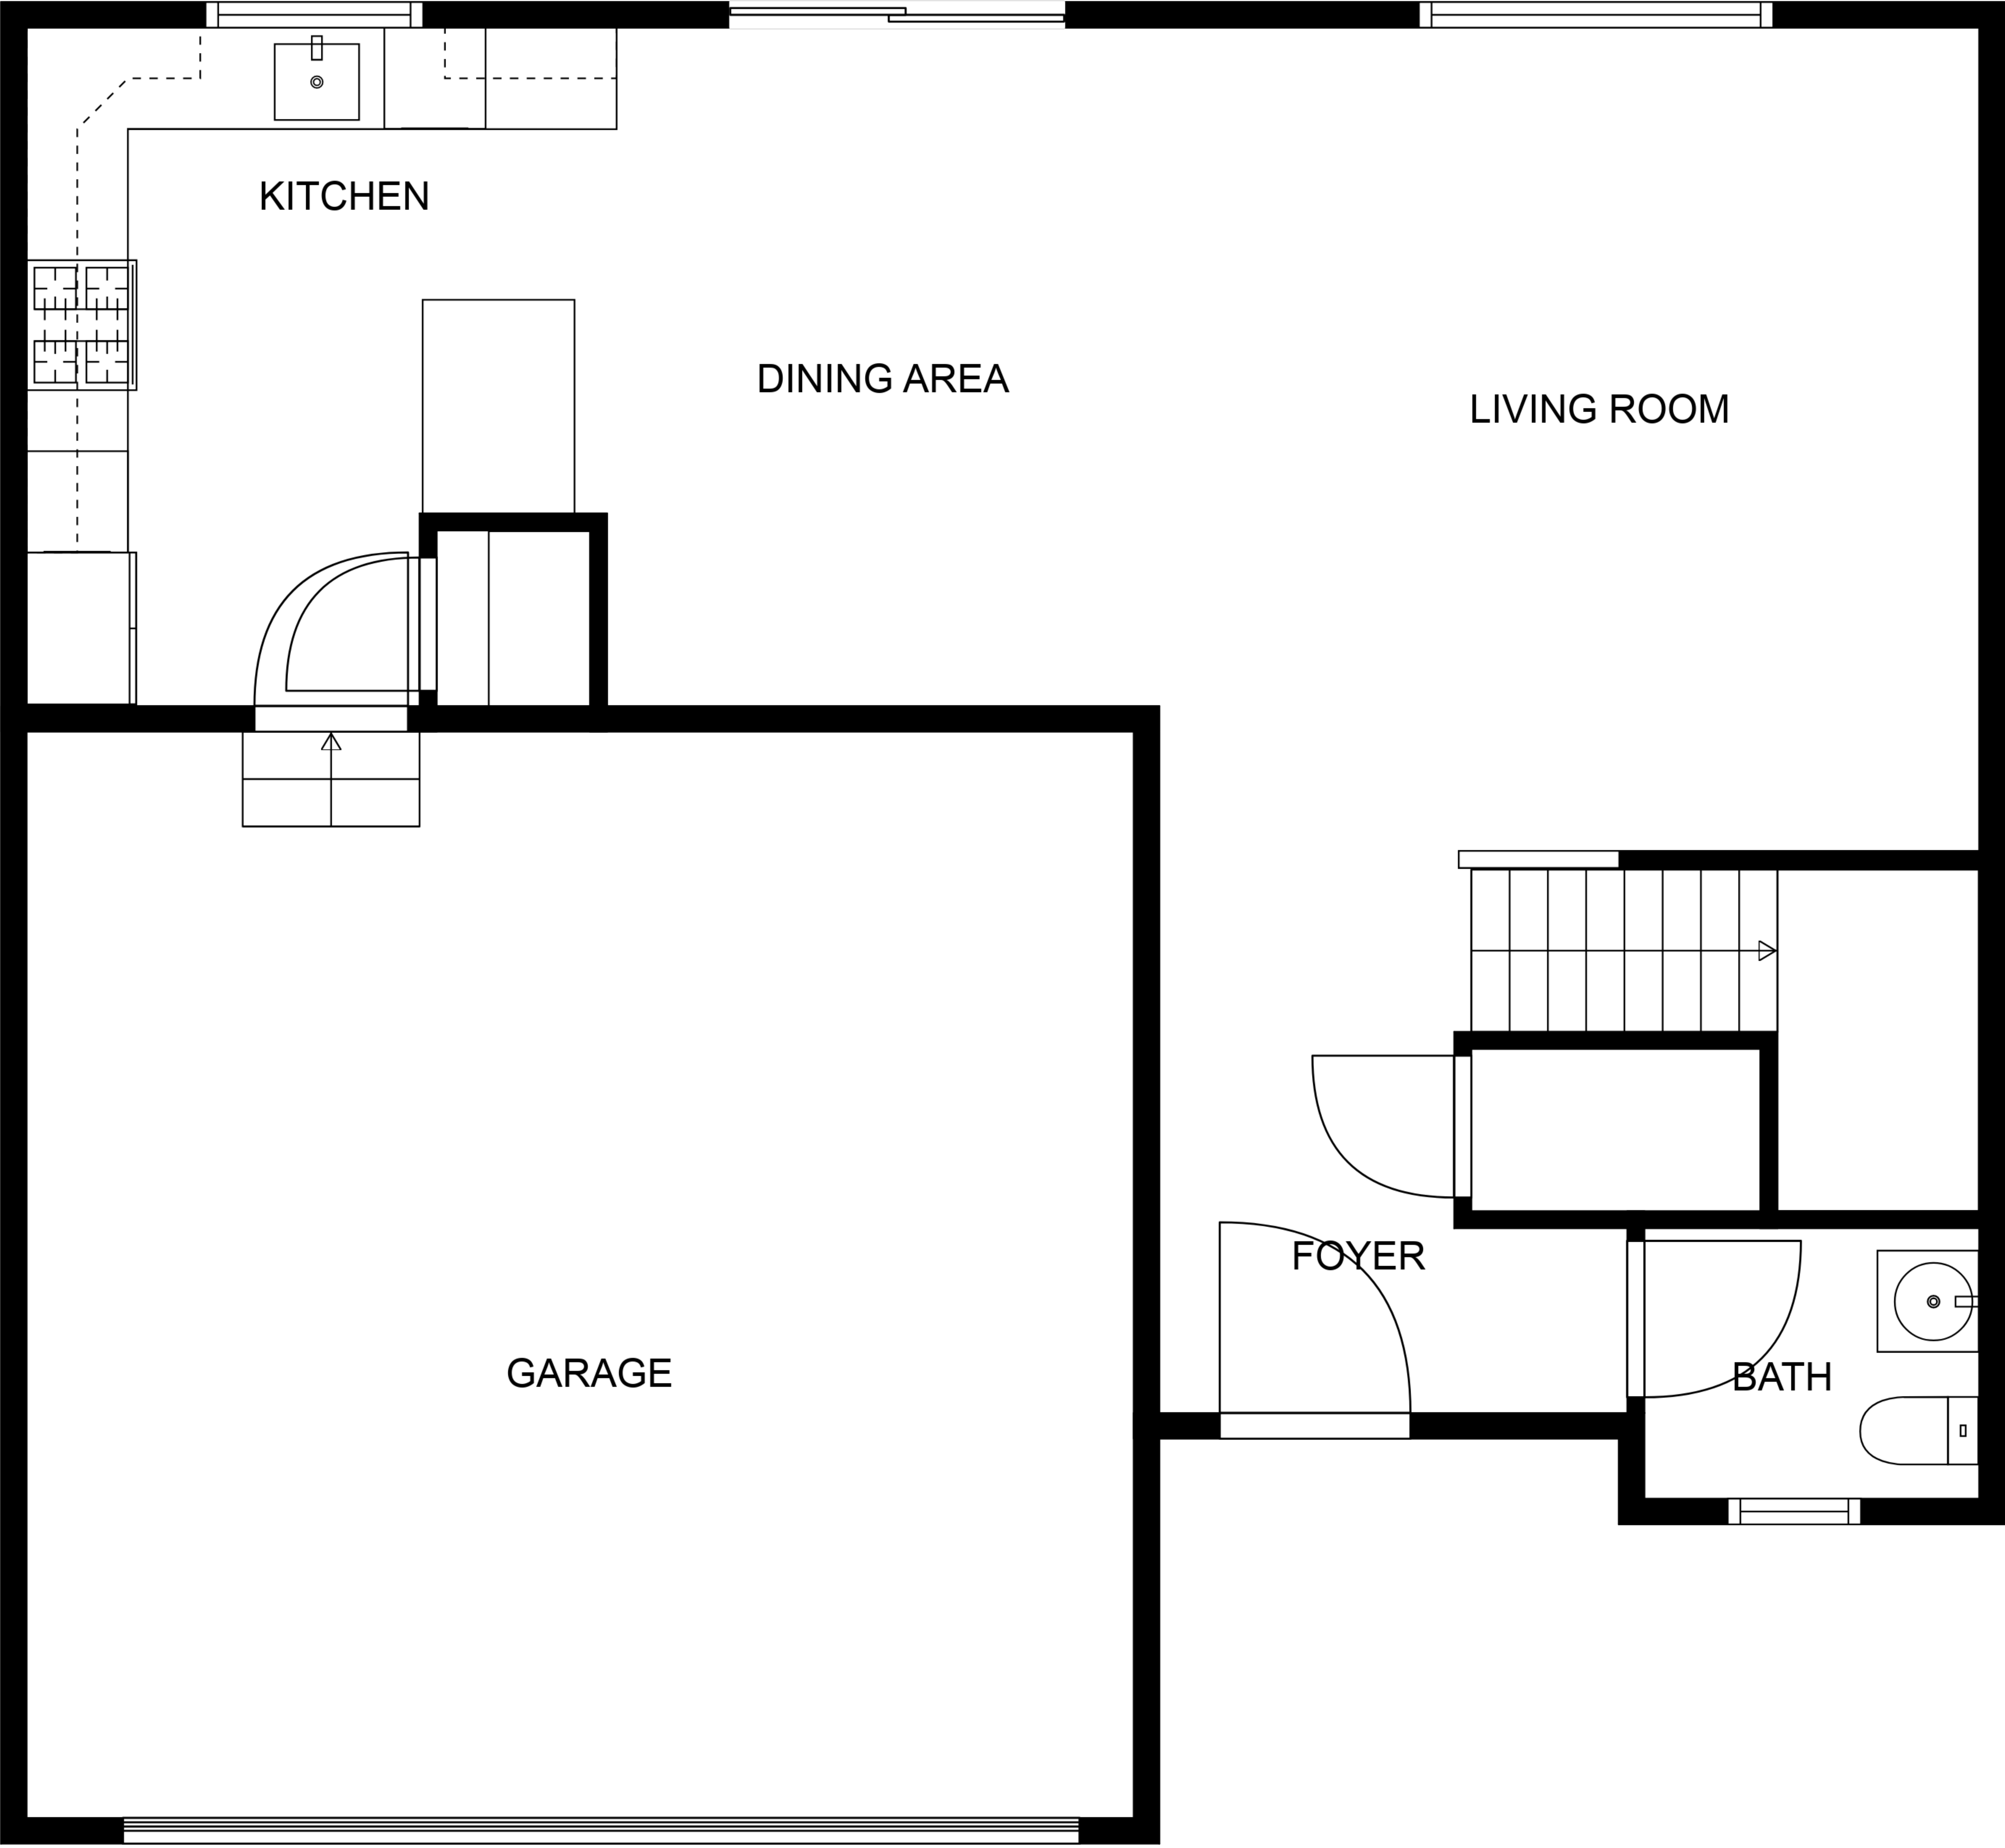 KITCHEN
DINING AREA
LIVING ROOM
FOYER
GARAGE
BATH